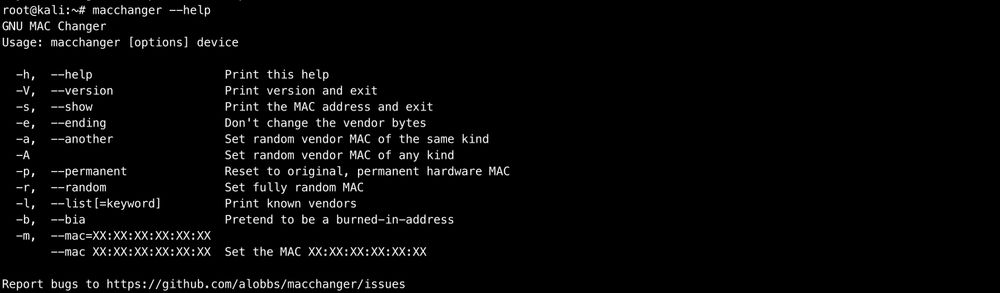 root@kali:~# macchanger --help
GNU MAC Changer
Usage: macchanger [options] device
-h,  --help                   Print this help
-V,  --version                Print version and exit
-s,  --show                   Print the MAC address and exit
-e,  --ending                 Don't change the vendor bytes
-a,  --another                Set random vendor MAC of the same kind
-A                            Set random vendor MAC of any kind
-p,  --permanent              Reset to original, permanent hardware MAC
-r,  --random                 Set fully random MAC
-l,  --list[=keyword]         Print known vendors
-b,  --bia                    Pretend to be a burned-in-address
-m,  --mac=XX:XX:XX:XX:XX:XX
--mac XX:XX:XX:XX:XX:XX  Set the MAC XX:XX:XX:XX:XX:XX
Report bugs to https://github.com/alobbs/macchanger/issues